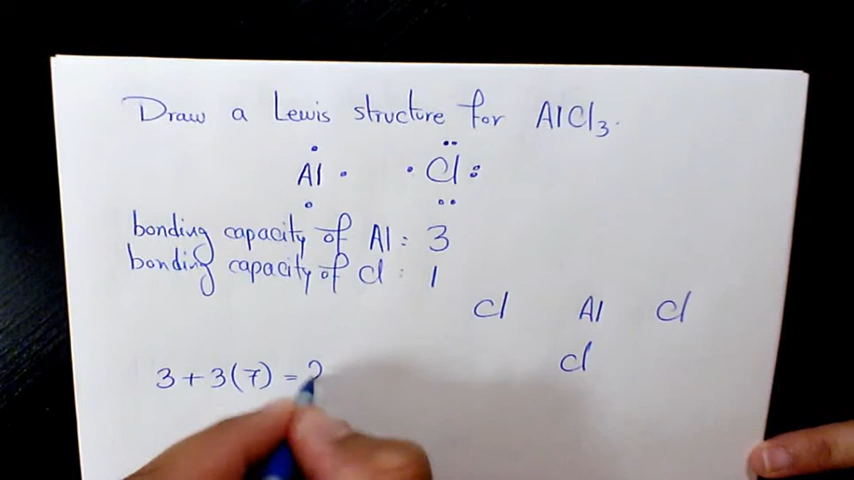 Draw a Lewis structure for AlCl3.
Al Cl
bonding capacity of Al: 3
bonding capacity of Cl: 1
Cl Al Cl
Cl
3+3(7) = 2